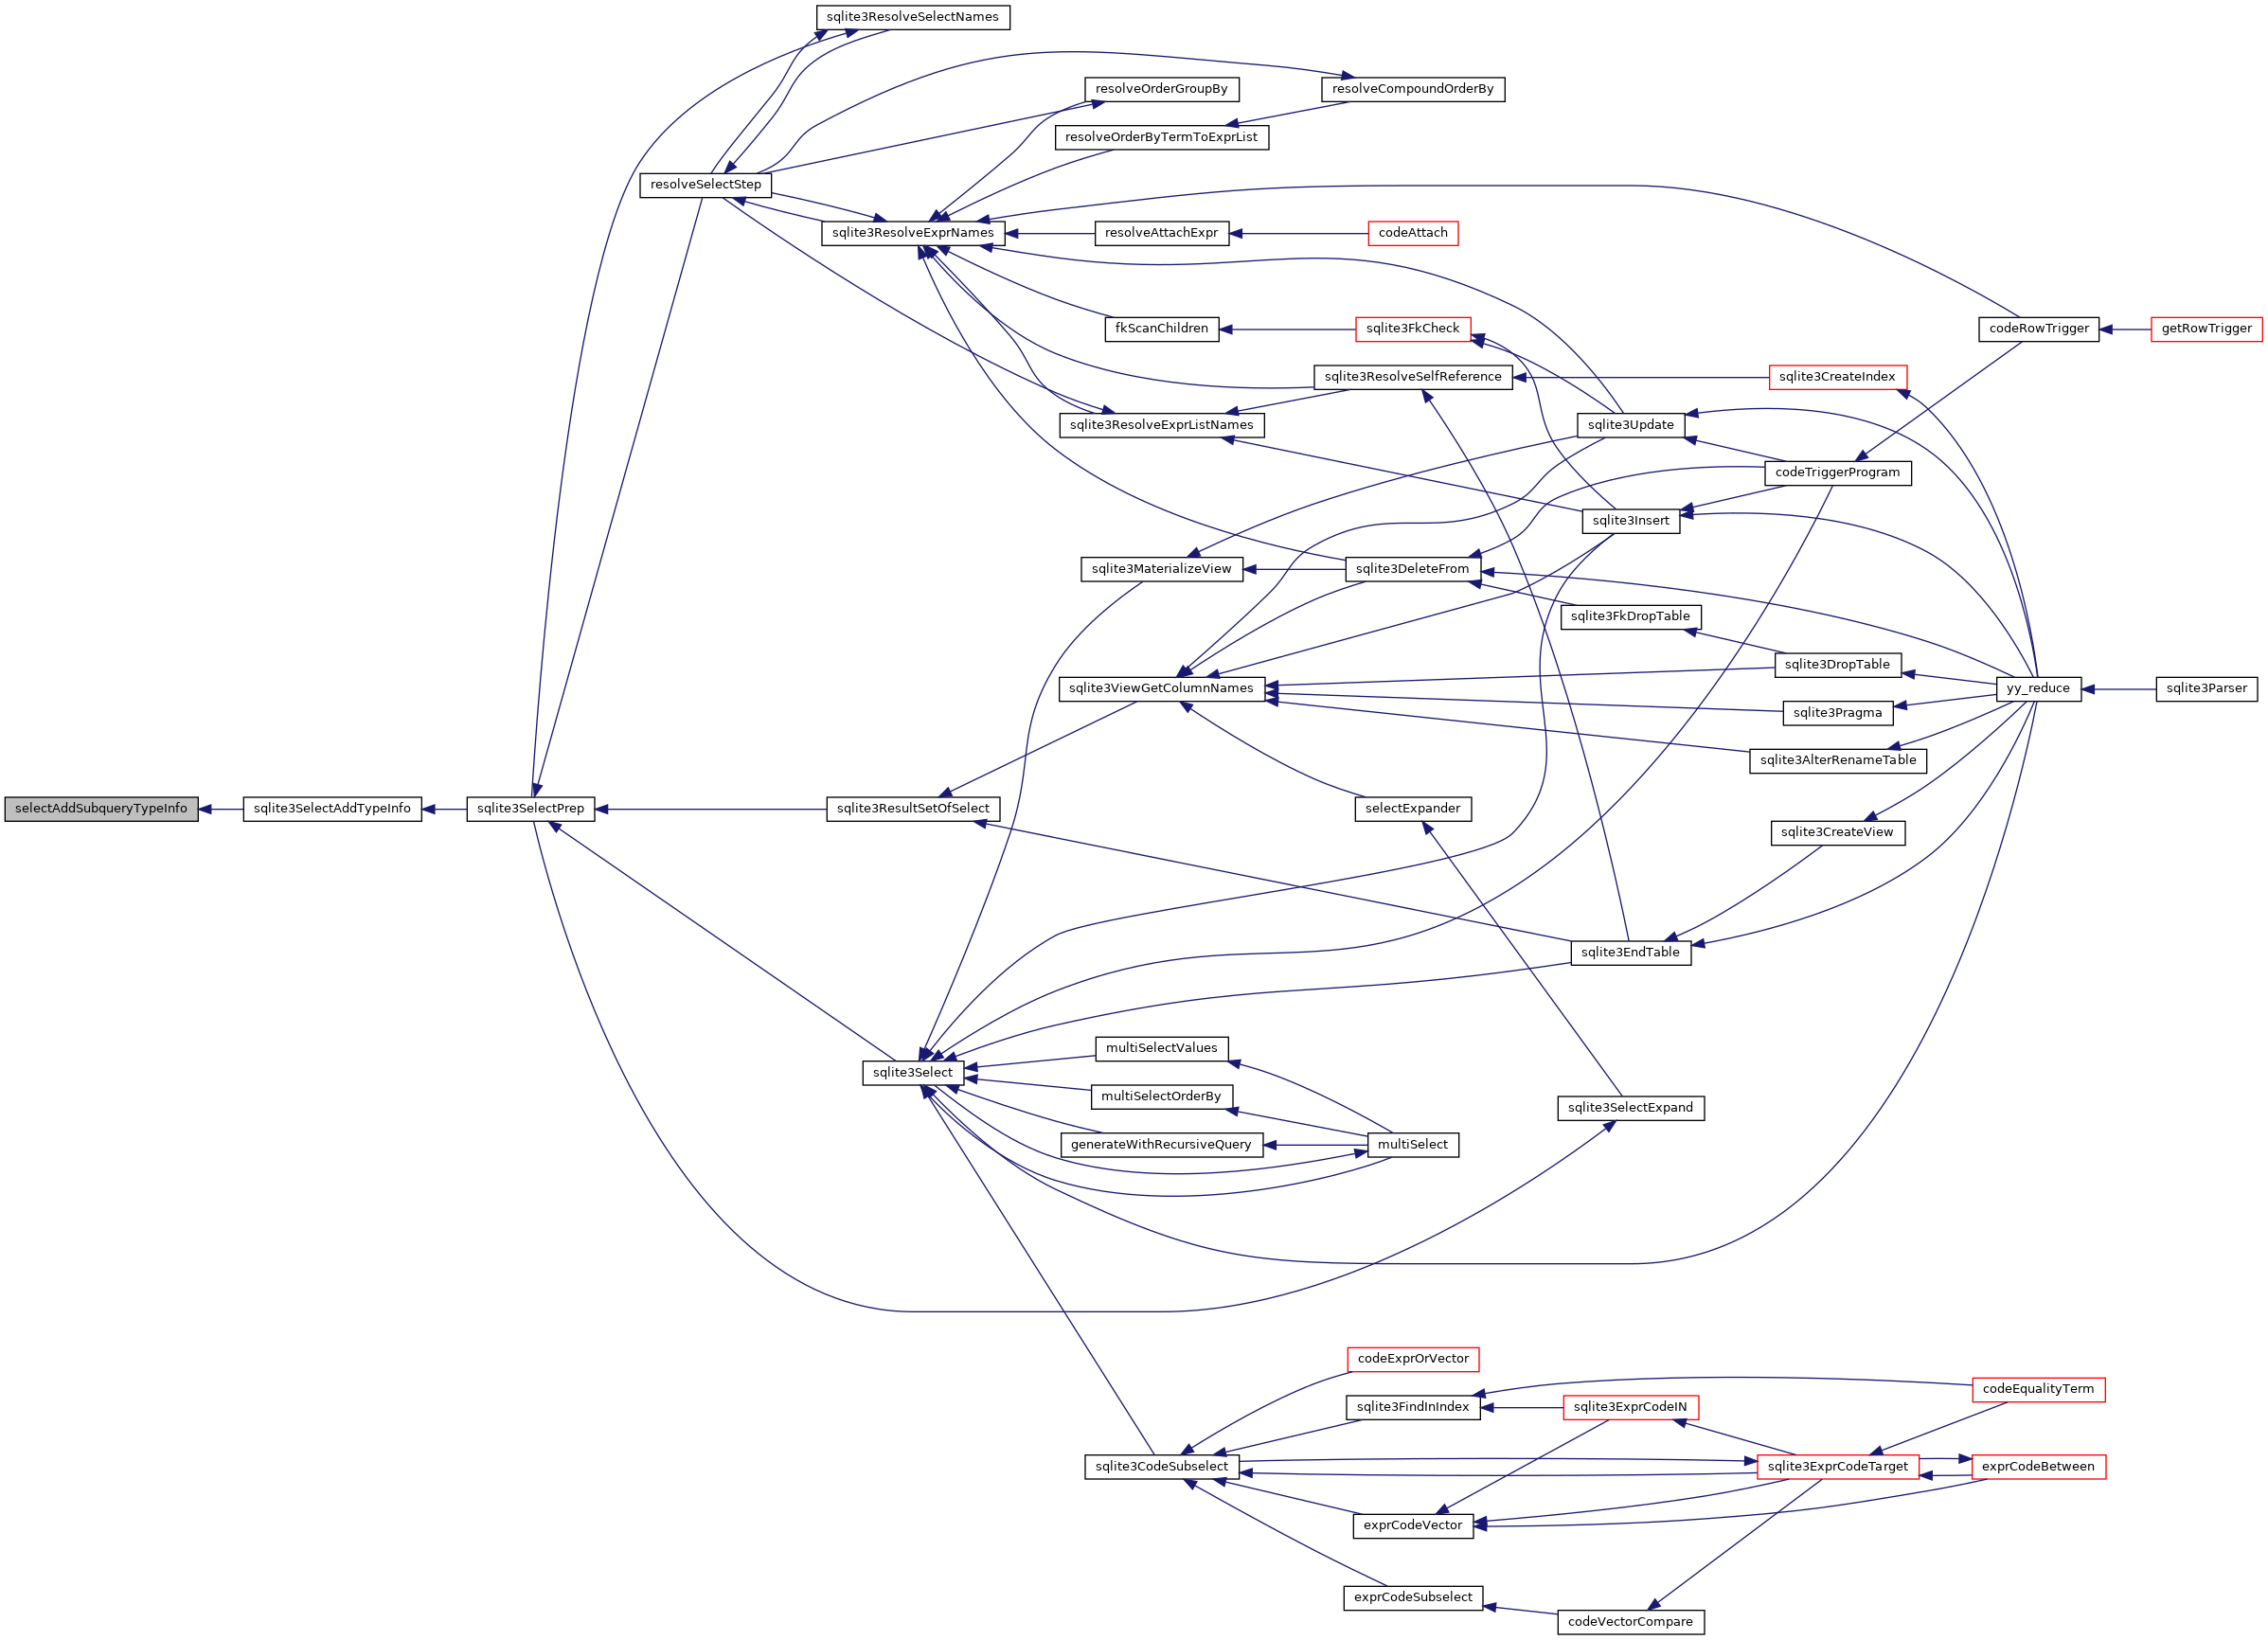 sqlite3ResolveSelectNames
resolveOrderGroupBy
resolveCompoundOrderBy
resolveOrderByTermToExprList
resolveSelectStep
sqlite3ResolveExprNames
resolveAttachExpr
codeAttach
fkScanChildren
sqlite3FkCheck
codeRowTrigger
getRowTrigger
sqlite3ResolveSelfReference
sqlite3CreateIndex
sqlite3ResolveExprListNames
sqlite3Update
codeTriggerProgram
sqlite3Insert
sqlite3MaterializeView
sqlite3DeleteFrom
sqlite3FkDropTable
sqlite3DropTable
sqlite3ViewGetColumnNames
yy_reduce
sqlite3Parser
sqlite3Pragma
sqlite3AlterRenameTable
selectAddSubqueryTypeInfo
sqlite3SelectAddTypeInfo
sqlite3SelectPrep
sqlite3ResultSetOfSelect
selectExpander
sqlite3CreateView
sqlite3EndTable
multiSelectValues
sqlite3Select
multiSelectOrderBy
sqlite3SelectExpand
generateWithRecursiveQuery
multiSelect
codeExprOrVector
codeEqualityTerm
sqlite3FindInIndex
sqlite3ExprCodeIN
sqlite3CodeSubselect
sqlite3ExprCodeTarget
exprCodeBetween
exprCodeVector
exprCodeSubselect
codeVectorCompare